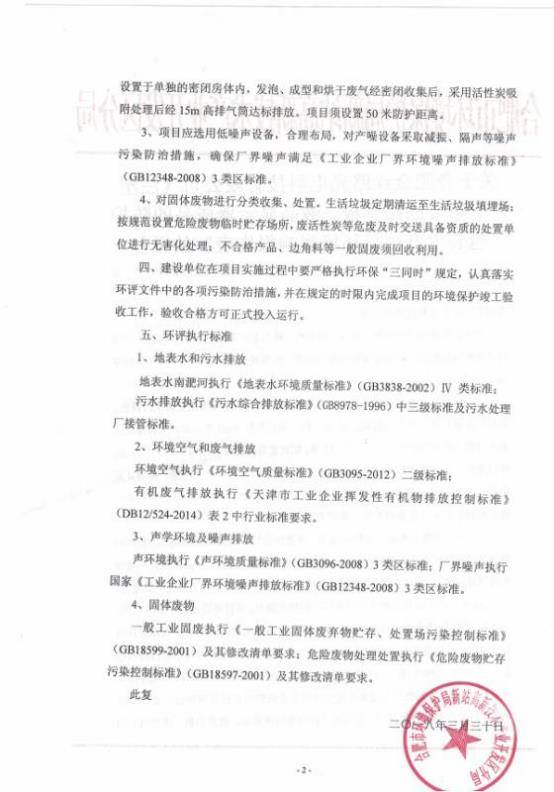 设置于单独的密闭房体内，发泡、成型和烘干废气经密闭收集后，采用活性炭吸
附处理后经 15m 高排气筒达标排放。项目须设置 50 米防护距离。
3、项目应选用低噪声设备，合理布局，对产噪设备采取减振、隔声等噪声
污染防治措施，确保厂界噪声满足《工业企业厂界环境噪声排放标准》
(GB12348-2008) 3 类区标准。
4、对固体废物进行分类收集、处置。生活垃圾定期清运至生活垃圾填埋场；
按规范设置危险废物临时贮存场所，废活性炭等危废及时交送具备资质的处置单
位进行无害化处理；不合格产品、边角料等一般固废须回收利用。
四、建设单位在项目实施过程中要严格执行环保“三同时”规定，认真落实
环评文件中的各项污染防治措施，并在规定的时限内完成项目的环境保护竣工验
收工作，验收合格方可正式投入运行。
五、环评执行标准
1、地表水和污水排放
地表水南淝河执行《地表水环境质量标准》（GB3838-2002）Ⅳ 类标准；
污水排放执行《污水综合排放标准》（GB8978-1996）中三级标准及污水处理
厂接管标准。
2、环境空气和废气排放
环境空气执行《环境空气质量标准》（GB3095-2012）二级标准；
有机废气排放执行《天津市工业企业挥发性有机物排放控制标准》
（DB12/524-2014）表 2 中行业标准要求。
3、声学环境及噪声排放
声环境执行《声环境质量标准》（GB3096-2008）3 类区标准；厂界噪声执行
国家《工业企业厂界环境噪声排放标准》（GB12348-2008）3 类区标准。
4、固体废物
一般工业固废执行《一般工业固体废弃物贮存、处置场污染控制标准》
（GB18599-2001）及其修改清单要求；危险废物处理处置执行《危险废物贮存
污染控制标准》（GB18597-2001）及其修改清单要求。
此复
二〇一八年三月三十日
合肥市环境保护局新站高新技术产业开发区分局
- 2 -